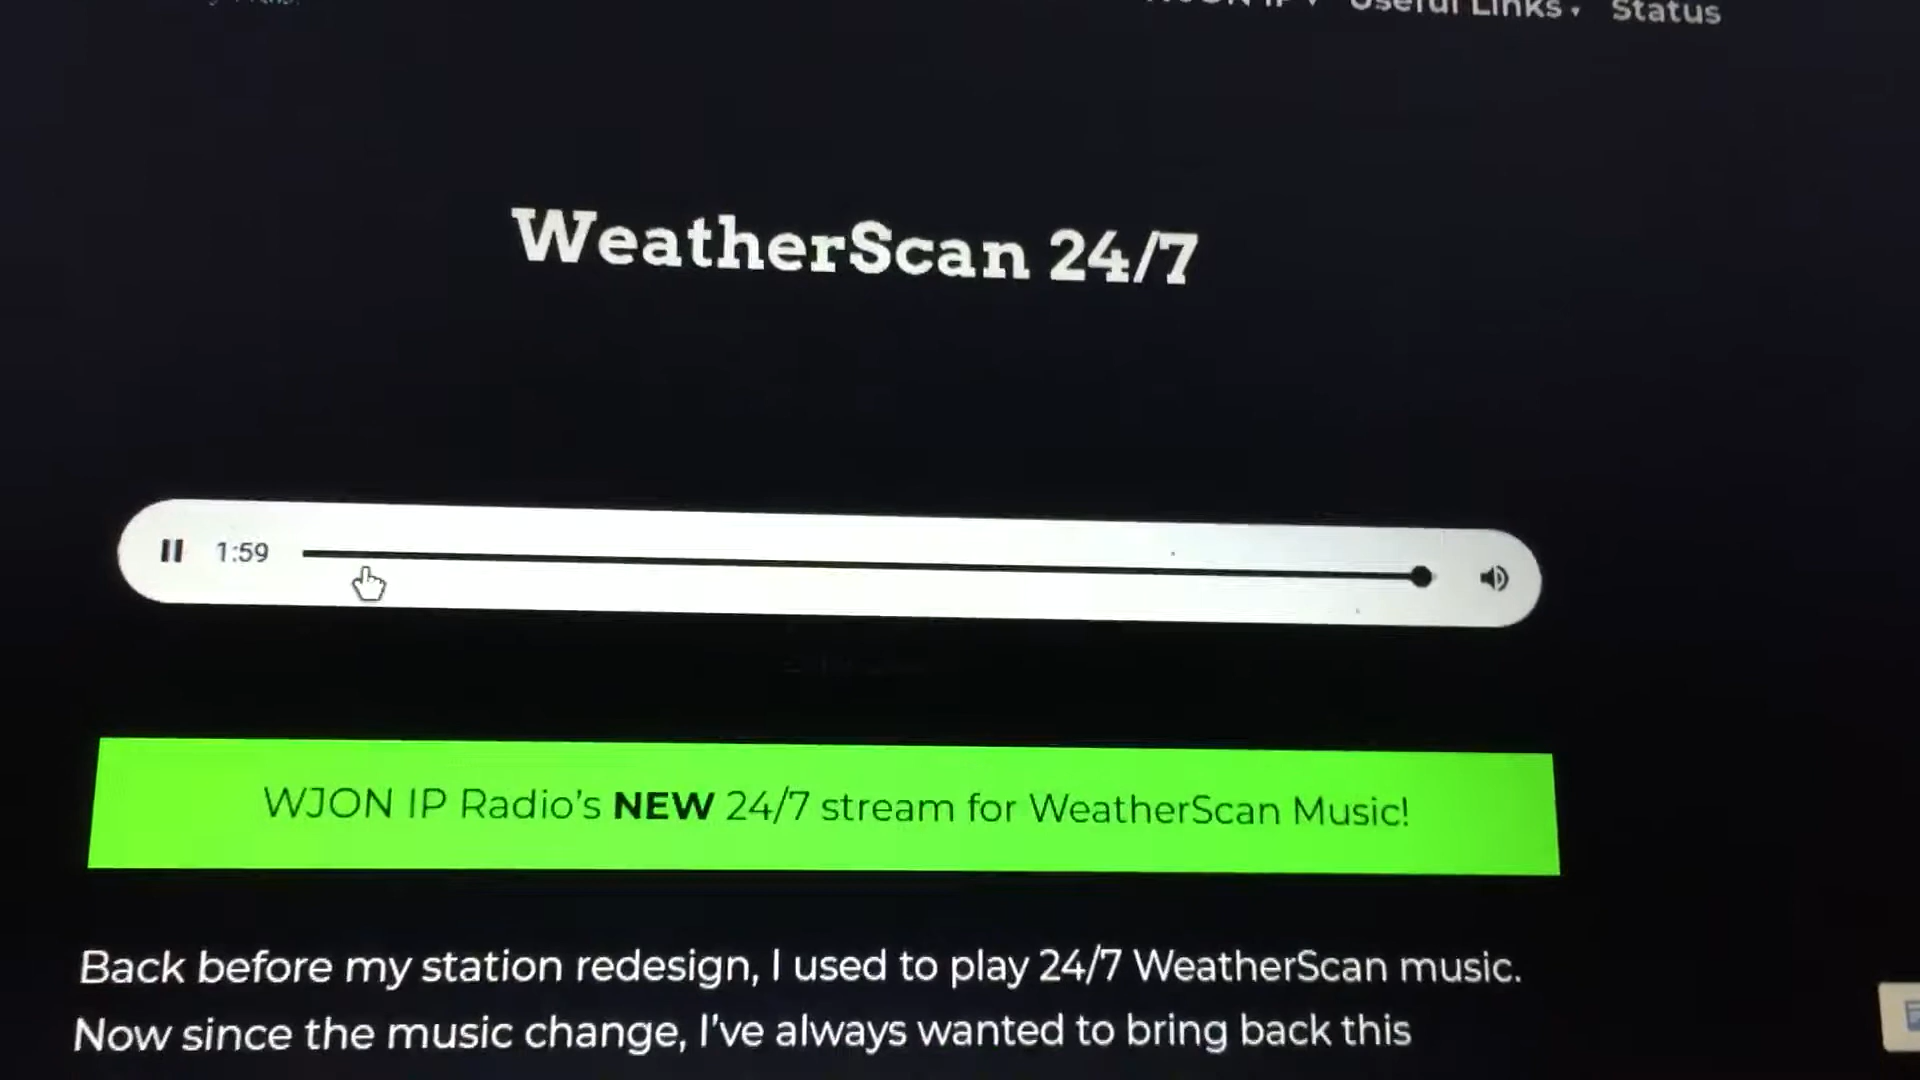 Useful Links Status
WeatherScan 24/7
1:59
WJON IP Radio's NEW 24/7 stream for WeatherScan Music!
Back before my station redesign, I used to play 24/7 WeatherScan music.
Now since the music change, I've always wanted to bring back this